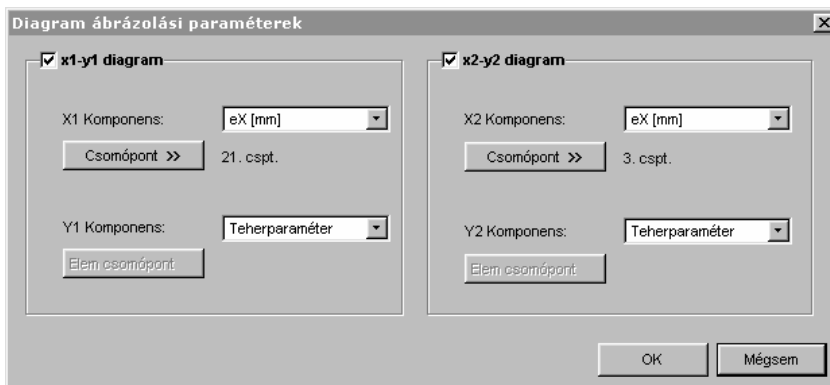 Diagram ábrázolási paraméterek
x1-y1 diagram
X1 Komponens:
eX [mm]
Csomópont >>
21. cspt.
Y1 Komponens:
Teherparaméter
Elem csomópont
x2-y2 diagram
X2 Komponens:
eX [mm]
Csomópont >>
3. cspt.
Y2 Komponens:
Teherparaméter
Elem csomópont
OK
Mégsem